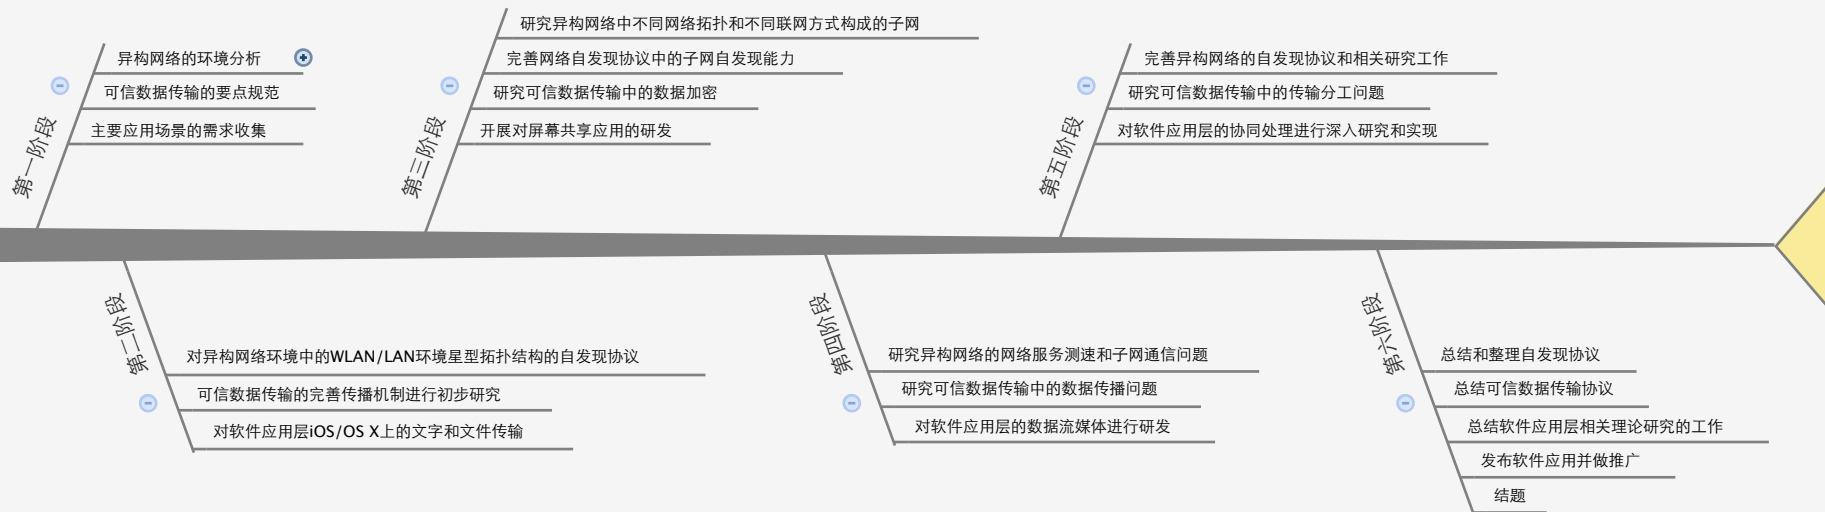 第一阶段
异构网络的环境分析
可信数据传输的要点规范
主要应用场景的需求收集
第三阶段
研究异构网络中不同网络拓扑和不同联网方式构成的子网
完善网络自发现协议中的子网自发现能力
研究可信数据传输中的数据加密
开展对屏幕共享应用的研发
第五阶段
完善异构网络的自发现协议和相关研究工作
研究可信数据传输中的传输分工问题
对软件应用层的协同处理进行深入研究和实现
第二阶段
对异构网络环境中的WLAN/LAN环境星型拓扑结构的自发现协议
可信数据传输的完善传播机制进行初步研究
对软件应用层iOS/OS X上的文字和文件传输
第四阶段
研究异构网络的网络服务测速和子网通信问题
研究可信数据传输中的数据传播问题
对软件应用层的数据流媒体进行研发
第六阶段
总结和整理自发现协议
总结可信数据传输协议
总结软件应用层相关理论研究的工作
发布软件应用并做推广
结题